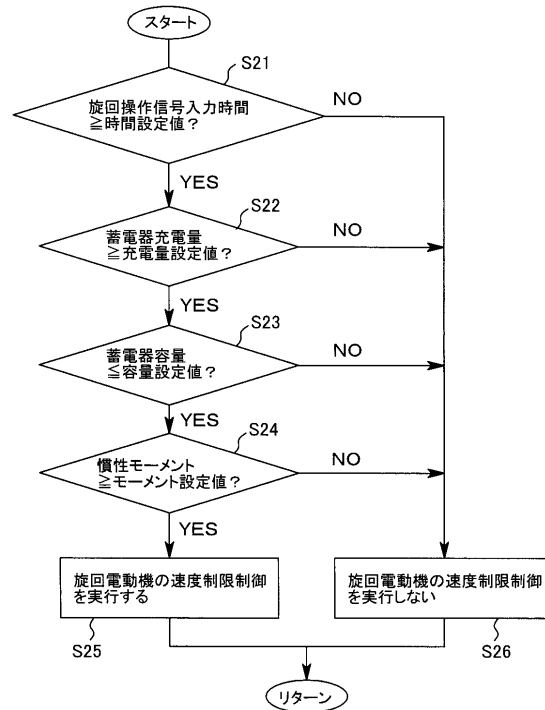 スタート
S21
旋回操作信号入力時間
≧時間設定値?
NO
YES
S22
蓄電器充電量
≧充電量設定値?
NO
YES
S23
蓄電器容量
≦容量設定値?
NO
YES
S24
慣性モーメント
≧モーメント設定値?
NO
YES
旋回電動機の速度制限制御
を実行する
S25
旋回電動機の速度制限制御
を実行しない
S26
リターン